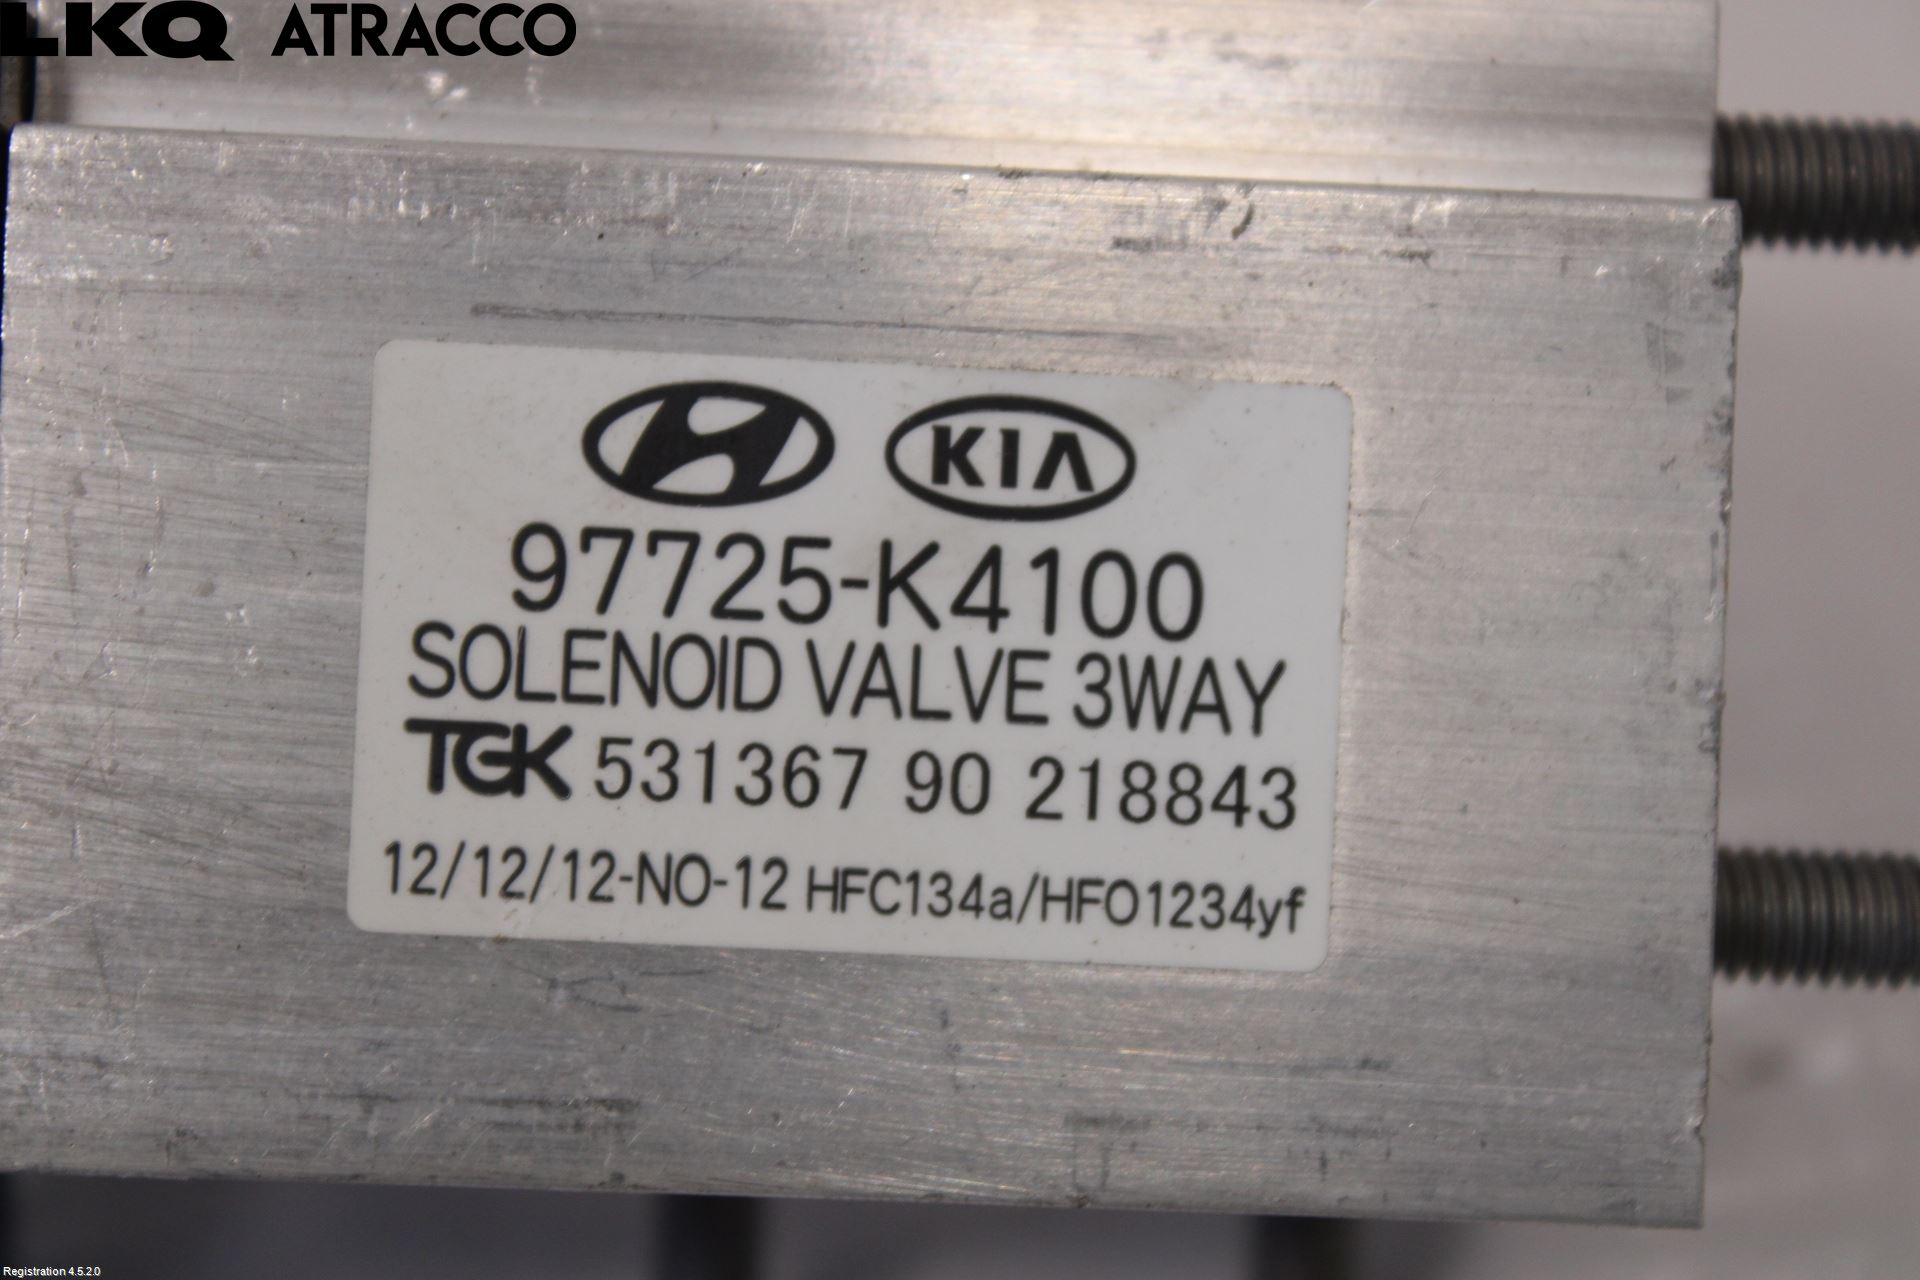 LKQ ATRACCO
KIA
97725-K4100
SOLENOID VALVE 3WAY
TGK 531367 90 218843
12/12/12-NO-12 HFC134a/HFO1234yf
Registration 4.5.2.0